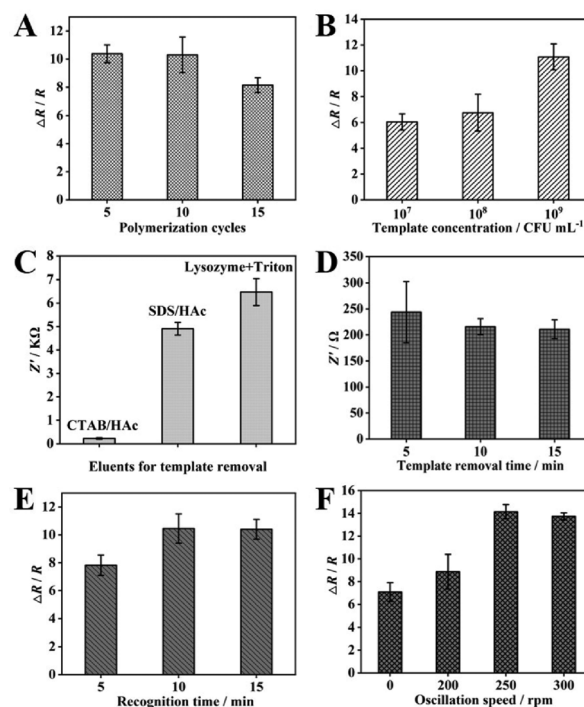 A
12
10
8
6
4
2
0
ΔR / R
5 10 15
Polymerization cycles
B
14
12
10
8
6
4
2
0
ΔR / R
10⁷ 10⁸ 10⁹
Template concentration / CFU mL⁻¹
C
8
7
6
5
4
3
2
1
0
Z′/ KΩ
Lysozyme+Triton
SDS/HAc
CTAB/HAc
Eluents for template removal
D
350
300
250
200
150
100
50
0
Z′/ Ω
5 10 15
Template removal time / min
E
12
10
8
6
4
2
0
ΔR / R
5 10 15
Recognition time / min
F
16
14
12
10
8
6
4
2
0
ΔR / R
0 200 250 300
Oscillation speed / rpm